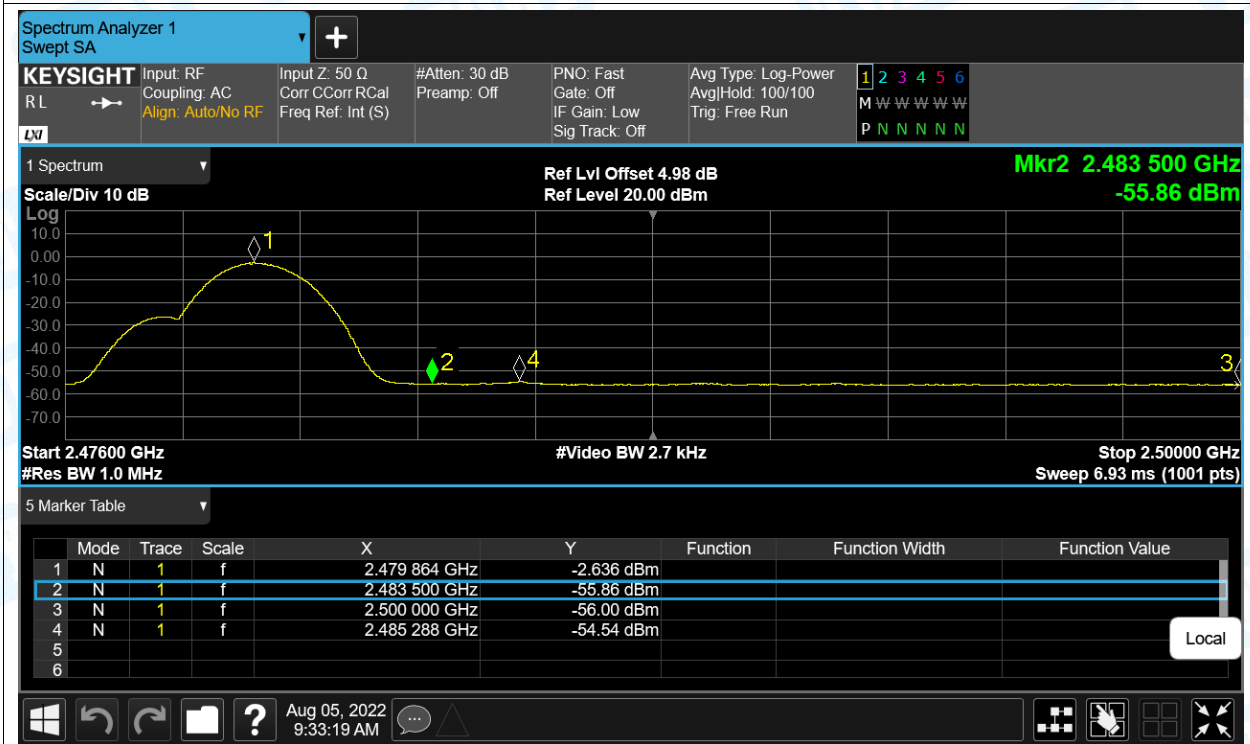 Spectrum Analyzer 1
Swept SA
▼
+
KEYSIGHT Input: RF Input Z: 50 Ω #Atten: 30 dB PNO: Fast Avg Type: Log-Power 1 2 3 4 5 6
R L Coupling: AC Corr CCorr RCal Preamp: Off Gate: Off Avg|Hold: 100/100 M W W W W W
Align: Auto/No RF Freq Ref: Int (S) IF Gain: Low Trig: Free Run P N N N N N
LXI Sig Track: Off
1 Spectrum ▼ Ref Lvl Offset 4.98 dB Mkr2 2.483 500 GHz
Scale/Div 10 dB Ref Level 20.00 dBm -55.86 dBm
Log
10.0
0.00
-10.0
-20.0
-30.0
-40.0
-50.0
-60.0
-70.0
1
2
4
3
Start 2.47600 GHz #Video BW 2.7 kHz Stop 2.50000 GHz
#Res BW 1.0 MHz Sweep 6.93 ms (1001 pts)
5 Marker Table ▼
Mode Trace Scale X Y Function Function Width Function Value
1 N 1 f 2.479 864 GHz -2.636 dBm
2 N 1 f 2.483 500 GHz -55.86 dBm
3 N 1 f 2.500 000 GHz -56.00 dBm
4 N 1 f 2.485 288 GHz -54.54 dBm
5
6
Local
? Aug 05, 2022
9:33:19 AM